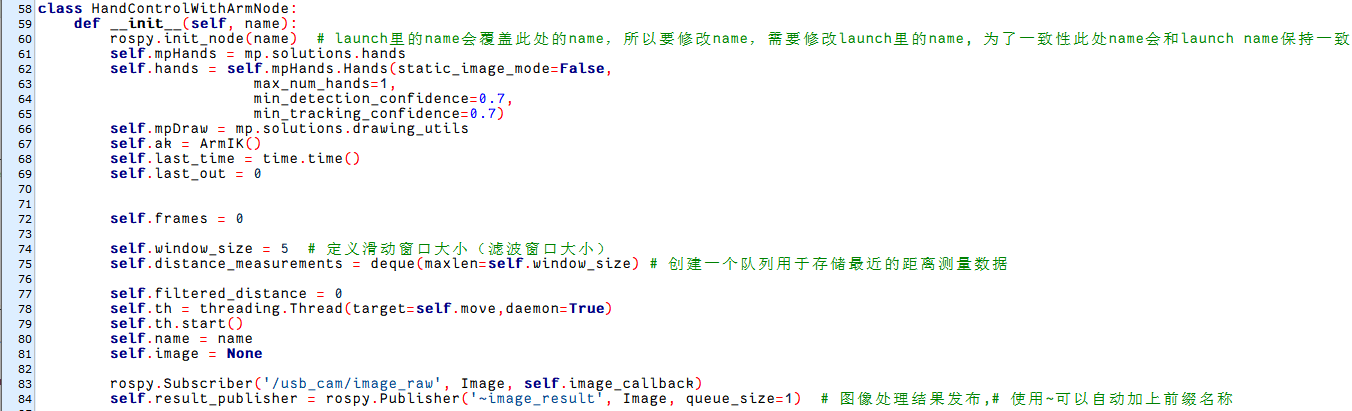 58 class HandControlWithArmNode:
59     def __init__(self, name):
60         rospy.init_node(name)  # launch里的name会覆盖此处的name，所以要修改name，需要修改launch里的name, 为了一致性此处name会和launch name保持一致
61         self.mpHands = mp.solutions.hands
62         self.hands = self.mpHands.Hands(static_image_mode=False,
63                         max_num_hands=1,
64                         min_detection_confidence=0.7,
65                         min_tracking_confidence=0.7)
66         self.mpDraw = mp.solutions.drawing_utils
67         self.ak = ArmIK()
68         self.last_time = time.time()
69         self.last_out = 0
70
71
72         self.frames = 0
73
74         self.window_size = 5  # 定义滑动窗口大小（滤波窗口大小）
75         self.distance_measurements = deque(maxlen=self.window_size) # 创建一个队列用于存储最近的距离测量数据
76
77         self.filtered_distance = 0
78         self.th = threading.Thread(target=self.move,daemon=True)
79         self.th.start()
80         self.name = name
81         self.image = None
82
83         rospy.Subscriber('/usb_cam/image_raw', Image, self.image_callback)
84         self.result_publisher = rospy.Publisher('~image_result', Image, queue_size=1)  # 图像处理结果发布,# 使用~可以自动加上前缀名称